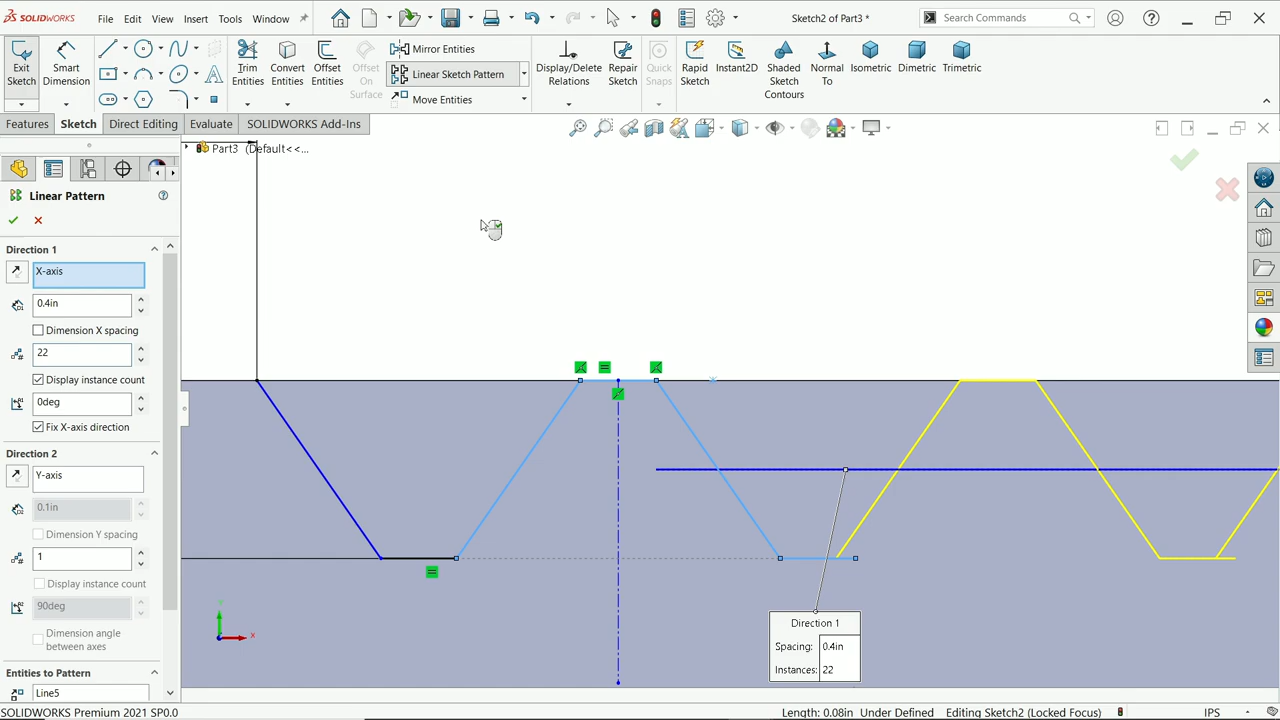 SOLIDWORKS
File Edit View Insert Tools Window
Sketch2 of Part3 *
Search Commands
Exit Sketch
Smart Dimension
Trim Entities
Convert Entities
Offset Entities
Offset On Surface
Mirror Entities
Linear Sketch Pattern
Move Entities
Display/Delete Relations
Repair Sketch
Quick Snaps
Rapid Sketch
Instant2D
Shaded Sketch Contours
Normal To
Isometric
Dimetric
Trimetric
Features Sketch Direct Editing Evaluate SOLIDWORKS Add-Ins
Part3 (Default<<...
Linear Pattern
Direction 1
X-axis
0.4in
Dimension X spacing
22
Display instance count
0deg
Fix X-axis direction
Direction 2
Y-axis
0.1in
Dimension Y spacing
1
Display instance count
90deg
Dimension angle
between axes
Entities to Pattern
Line5
X
Direction 1
Spacing: 0.4in
Instances: 22
SOLIDWORKS Premium 2021 SP0.0
Length: 0.08in Under Defined Editing Sketch2 (Locked Focus) IPS